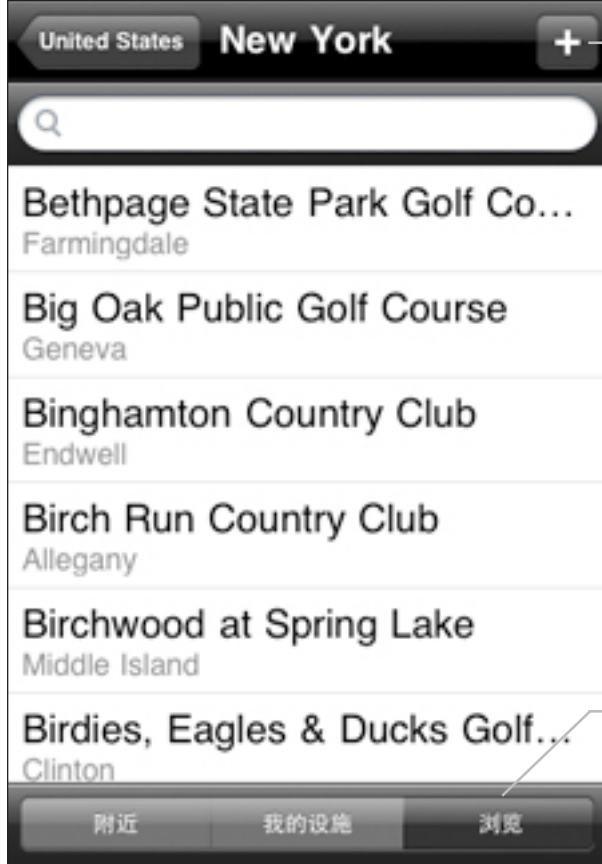 United States New York +
Bethpage State Park Golf Co...
Farmingdale
Big Oak Public Golf Course
Geneva
Binghamton Country Club
Endwell
Birch Run Country Club
Allegany
Birchwood at Spring Lake
Middle Island
Birdies, Eagles & Ducks Golf...
Clinton
附近 我的设施 浏览